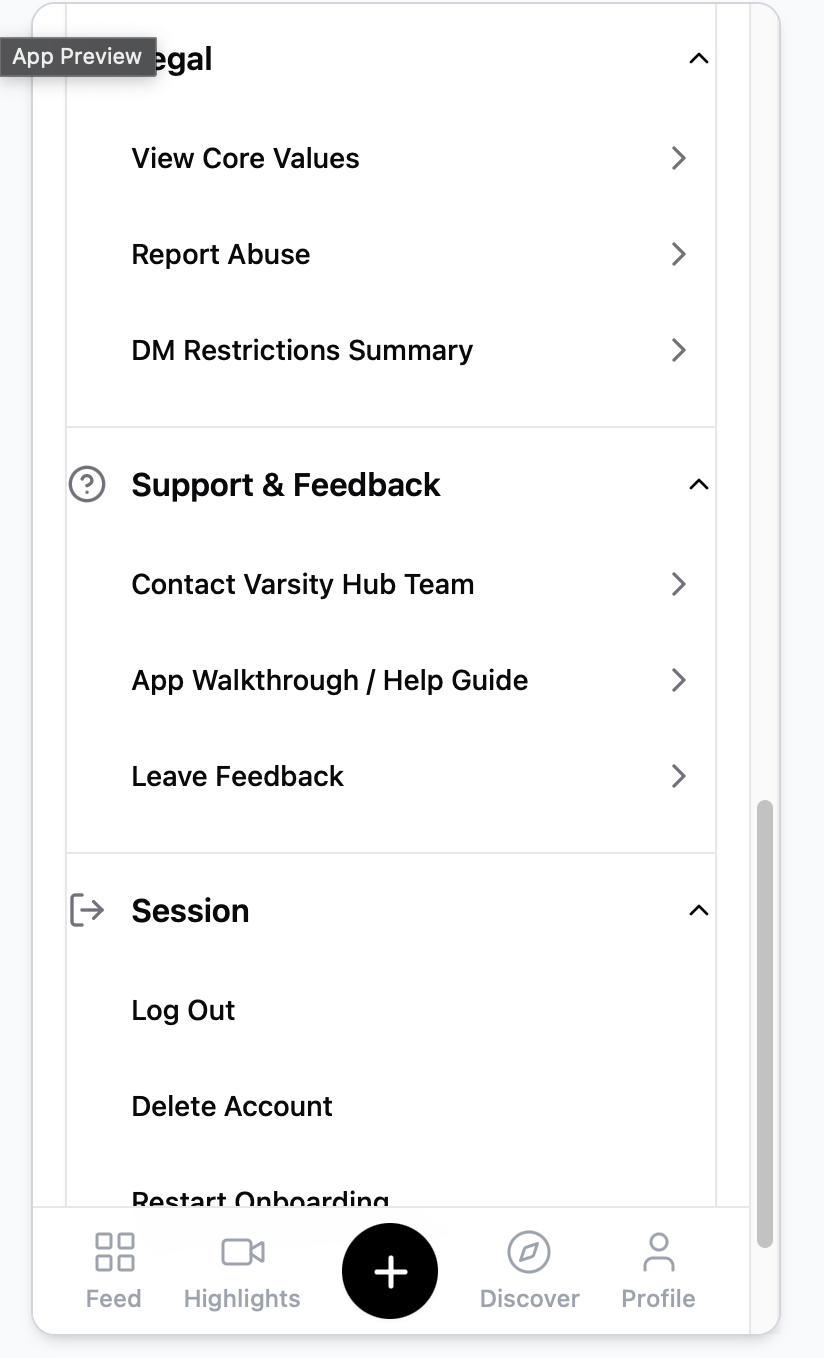 App Preview
egal
View Core Values
Report Abuse
DM Restrictions Summary
Support & Feedback
Contact Varsity Hub Team
App Walkthrough / Help Guide
Leave Feedback
Session
Log Out
Delete Account
Restart Onboarding
Feed
Highlights
Discover
Profile